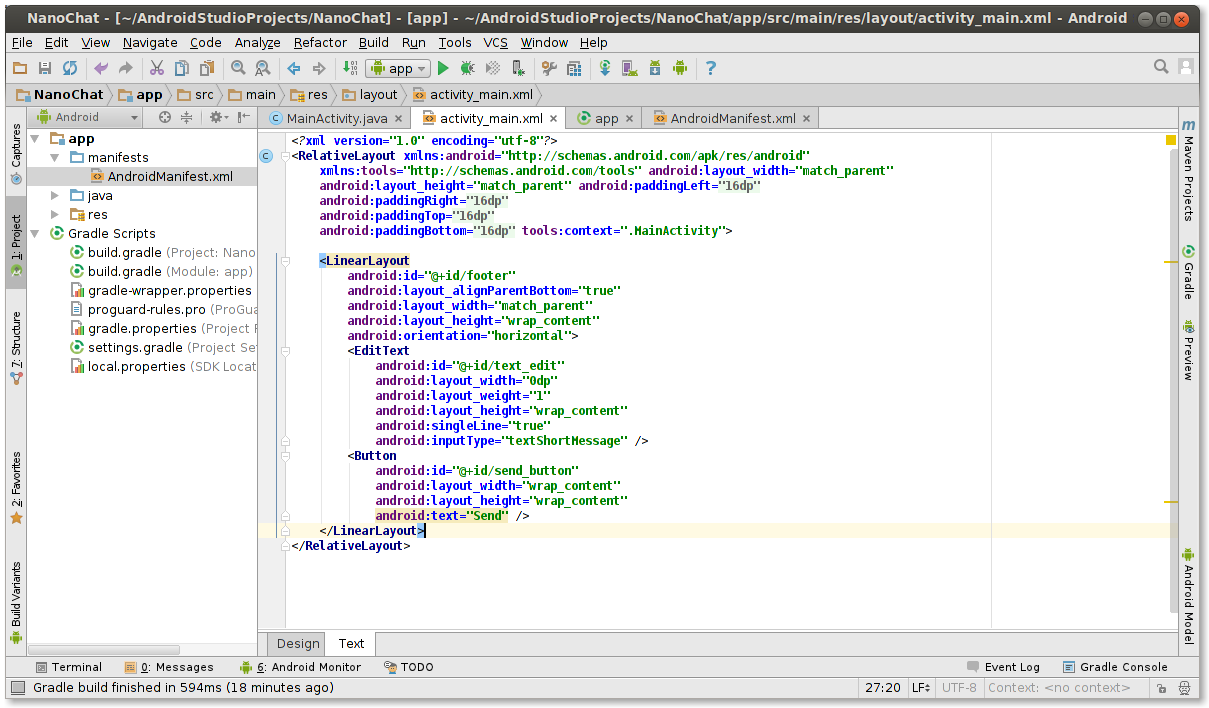 NanoChat - [~/AndroidStudioProjects/NanoChat] - [app] - ~/AndroidStudioProjects/NanoChat/app/src/main/res/layout/activity_main.xml - Android
File Edit View Navigate Code Analyze Refactor Build Run Tools VCS Window Help
app
NanoChat app src main res layout activity_main.xml
Android
MainActivity.java activity_main.xml app AndroidManifest.xml
Captures
1: Project
7: Structure
2: Favorites
Build Variants
app
manifests
AndroidManifest.xml
java
res
Gradle Scripts
build.gradle (Project: Nano
build.gradle (Module: app)
gradle-wrapper.properties
proguard-rules.pro (ProGua
gradle.properties (Project P
settings.gradle (Project Set
local.properties (SDK Locat
<?xml version="1.0" encoding="utf-8"?>
<RelativeLayout xmlns:android="http://schemas.android.com/apk/res/android"
xmlns:tools="http://schemas.android.com/tools" android:layout_width="match_parent"
android:layout_height="match_parent" android:paddingLeft="16dp"
android:paddingRight="16dp"
android:paddingTop="16dp"
android:paddingBottom="16dp" tools:context=".MainActivity">
<LinearLayout
android:id="@+id/footer"
android:layout_alignParentBottom="true"
android:layout_width="match_parent"
android:layout_height="wrap_content"
android:orientation="horizontal">
<EditText
android:id="@+id/text_edit"
android:layout_width="0dp"
android:layout_weight="1"
android:layout_height="wrap_content"
android:singleLine="true"
android:inputType="textShortMessage" />
<Button
android:id="@+id/send_button"
android:layout_width="wrap_content"
android:layout_height="wrap_content"
android:text="Send" />
</LinearLayout>
</RelativeLayout>
m Maven Projects
Gradle
Preview
Android Model
Design Text
Terminal 0: Messages 6: Android Monitor TODO Event Log Gradle Console
Gradle build finished in 594ms (18 minutes ago) 27:20 LF UTF-8 Context: <no context>